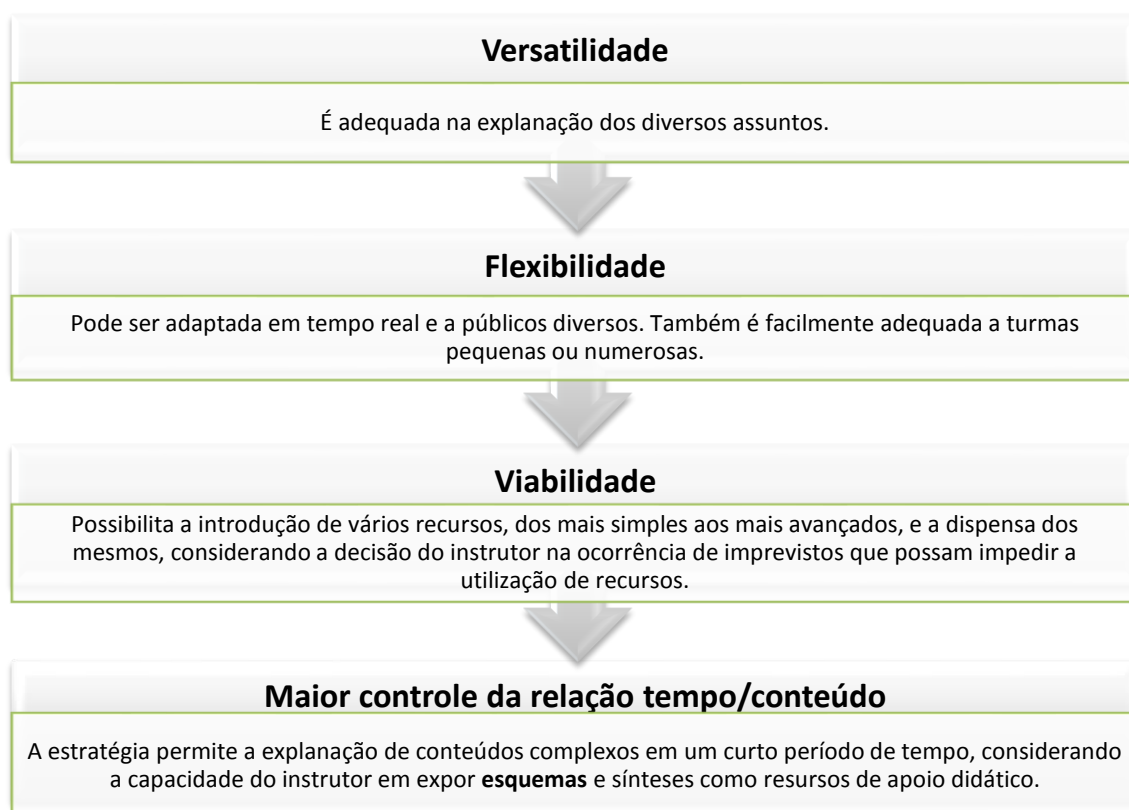 Versatilidade
É adequada na explanação dos diversos assuntos.
Flexibilidade
Pode ser adaptada em tempo real e a públicos diversos. Também é facilmente adequada a turmas
pequenas ou numerosas.
Viabilidade
Possibilita a introdução de vários recursos, dos mais simples aos mais avançados, e a dispensa dos
mesmos, considerando a decisão do instrutor na ocorrência de imprevistos que possam impedir a
utilização de recursos.
Maior controle da relação tempo/conteúdo
A estratégia permite a explanação de conteúdos complexos em um curto período de tempo, considerando
a capacidade do instrutor em expor esquemas e sínteses como resursos de apoio didático.